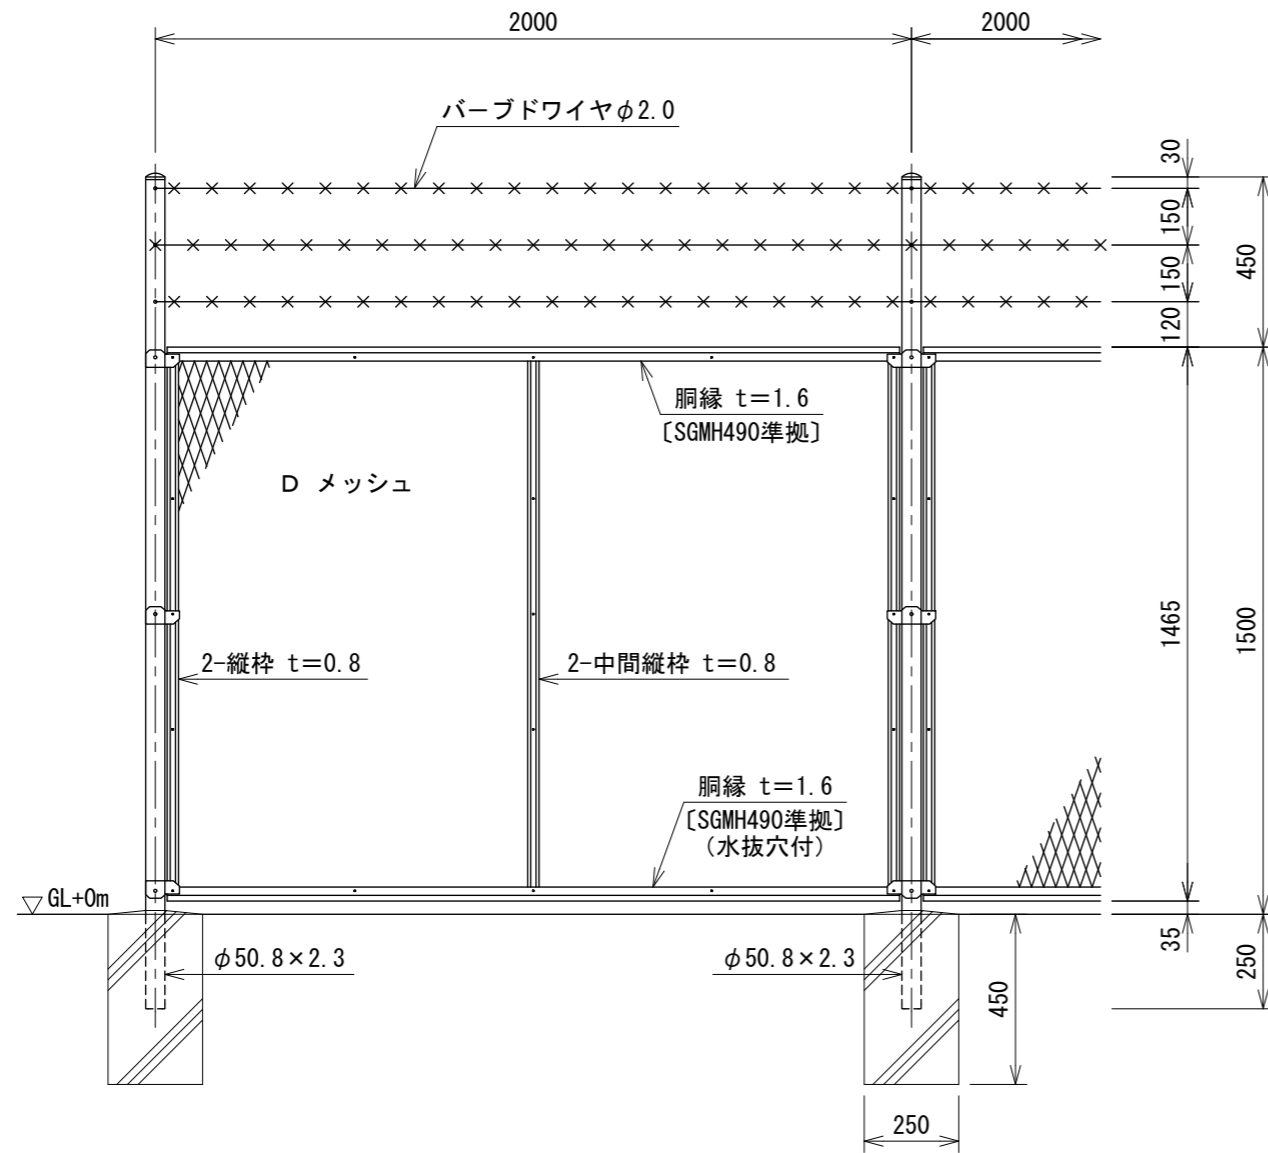 2000
2000
バーブドワイヤφ2.0
30
150
150
120
450
胴縁 t=1.6
〔SGMH490準拠〕
D メッシュ
1465
1500
2-縦枠 t=0.8
2-中間縦枠 t=0.8
胴縁 t=1.6
〔SGMH490準拠〕
(水抜穴付)
GL+0m
φ50.8×2.3
φ50.8×2.3
35
250
450
250